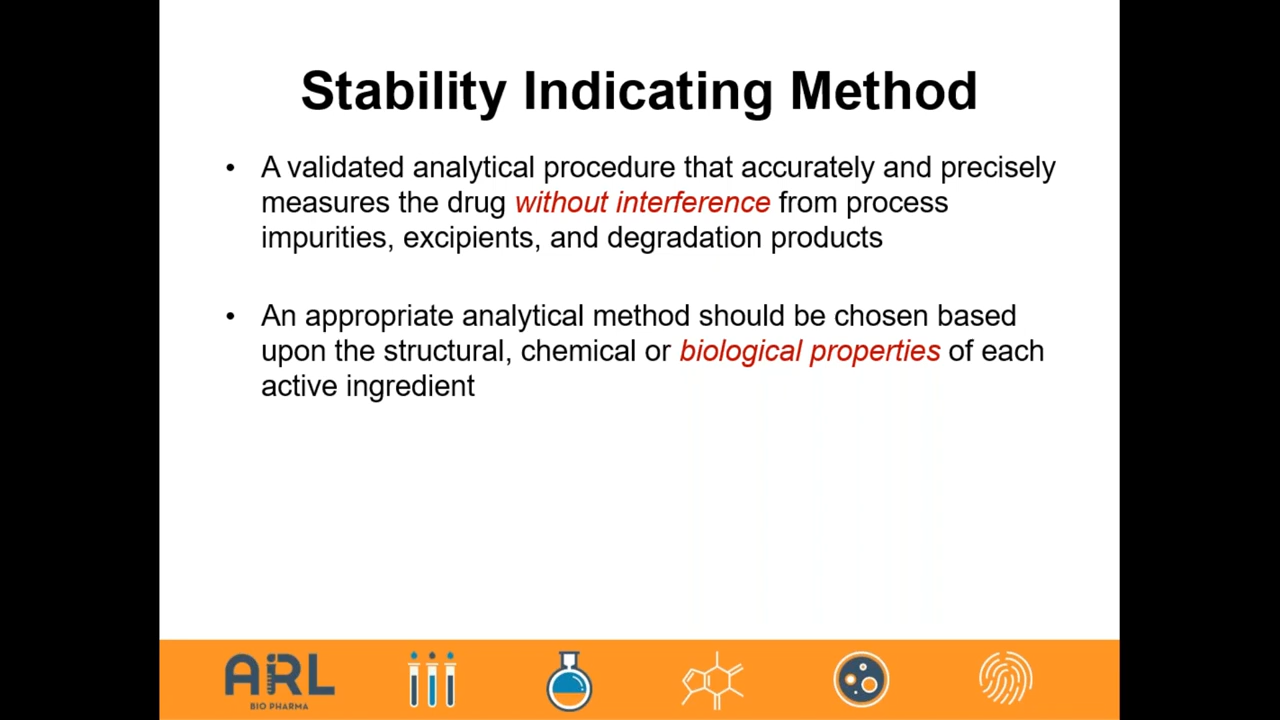 Stability Indicating Method
• A validated analytical procedure that accurately and precisely
measures the drug without interference from process
impurities, excipients, and degradation products
• An appropriate analytical method should be chosen based
upon the structural, chemical or biological properties of each
active ingredient
ARL
BIO PHARMA